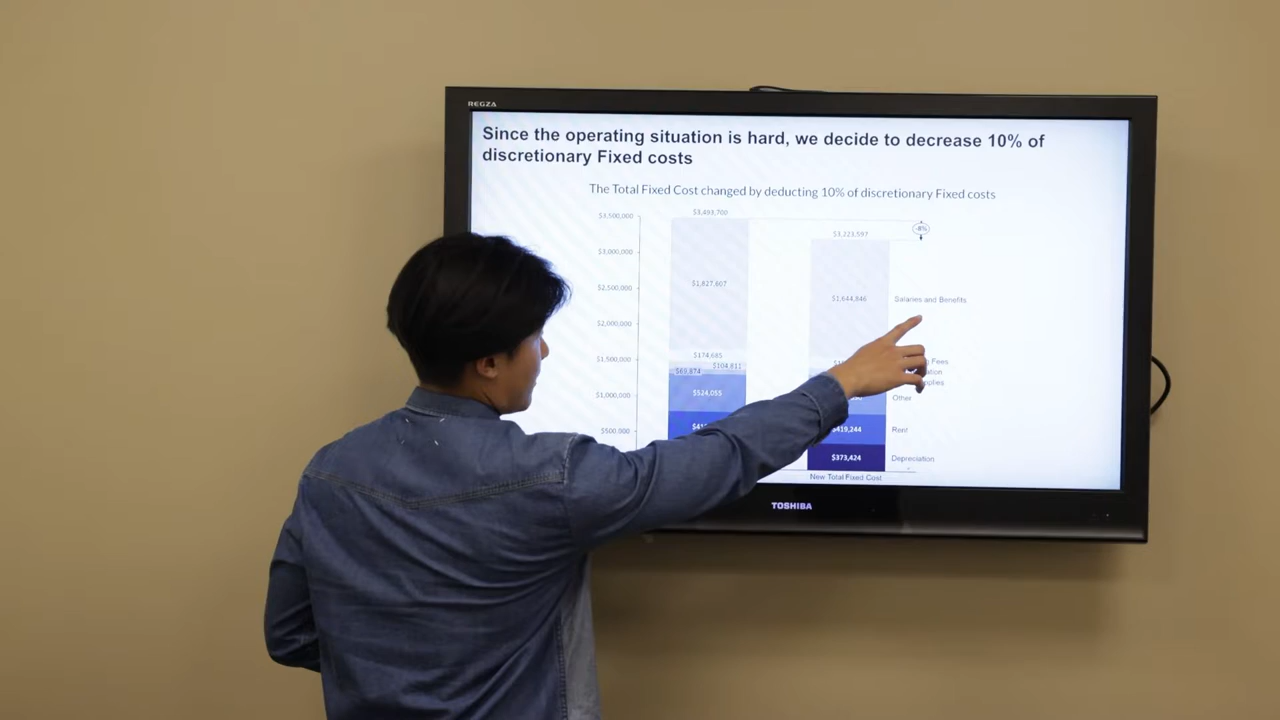 REGZA
Since the operating situation is hard, we decide to decrease 10% of
discretionary Fixed costs
The Total Fixed Cost changed by deducting 10% of discretionary Fixed costs
$3,500,000
$3,493,700
$3,223,597
-8%
$3,000,000
$2,500,000
$1,827,607
$1,644,846
Salaries and Benefits
$2,000,000
$1,500,000
$174,685
Fees
$69,874
$104,811
$1,000,000
$524,055
Other
$500,000
$419,244
Rent
$373,424
Depreciation
New Total Fixed Cost
TOSHIBA